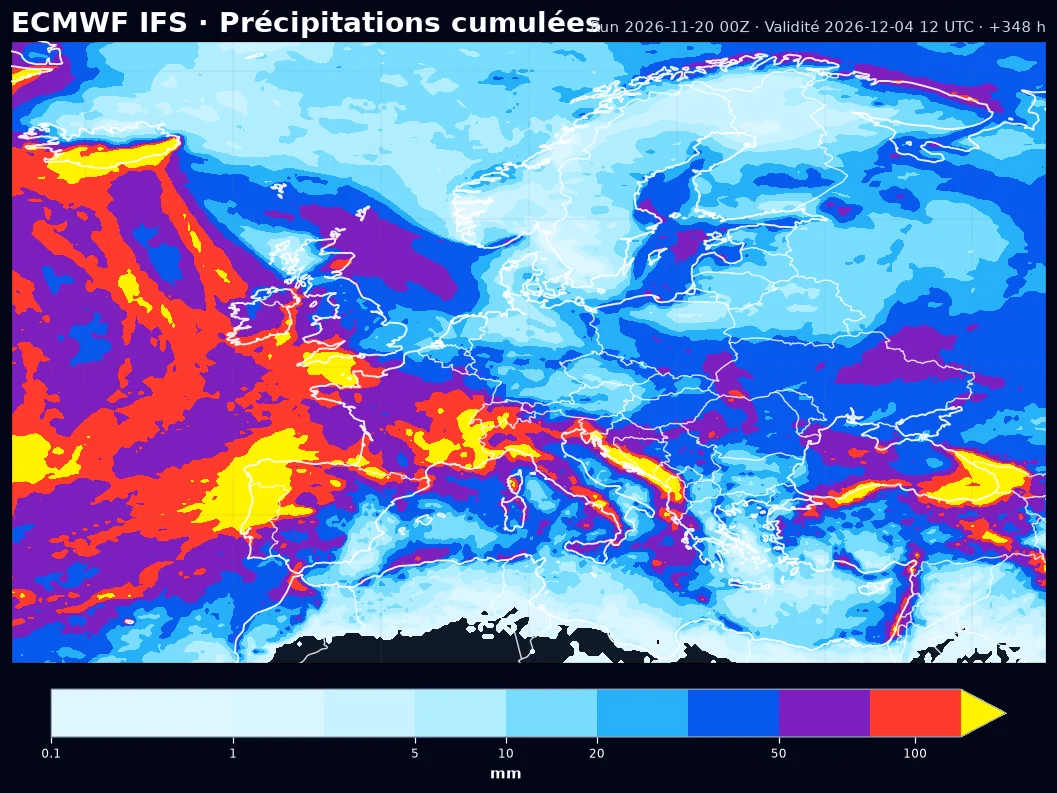 ECMWF IFS · Précipitations cumulées
Run 2026-11-20 00Z · Validité 2026-12-04 12 UTC · +348 h
0.1 1 5 10 20 50 100
mm